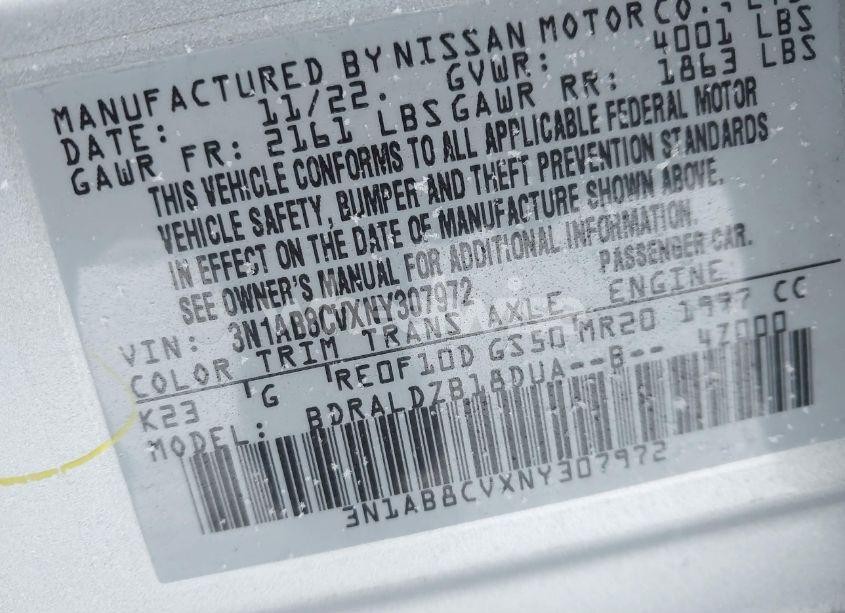 MANUFACTURED BY NISSAN MOTOR CO.,
DATE: 11/22. GVWR: 4001 LBS
GAWR FR: 2161 LBS GAWR RR: 1863 LBS
THIS VEHICLE CONFORMS TO ALL APPLICABLE FEDERAL MOTOR
VEHICLE SAFETY, BUMPER AND THEFT PREVENTION STANDARDS
IN EFFECT ON THE DATE OF MANUFACTURE SHOWN ABOVE.
SEE OWNER'S MANUAL FOR ADDITIONAL INFORMATION.
VIN: 3N1AB8CVXNY307972 PASSENGER CAR.
COLOR TRIM TRANS AXLE ENGINE
K23 G RE0F10D GS50 MR20 1997 CC
MODEL: BDRALDZB18DUA--B-- 47000
3N1AB8CVXNY307972